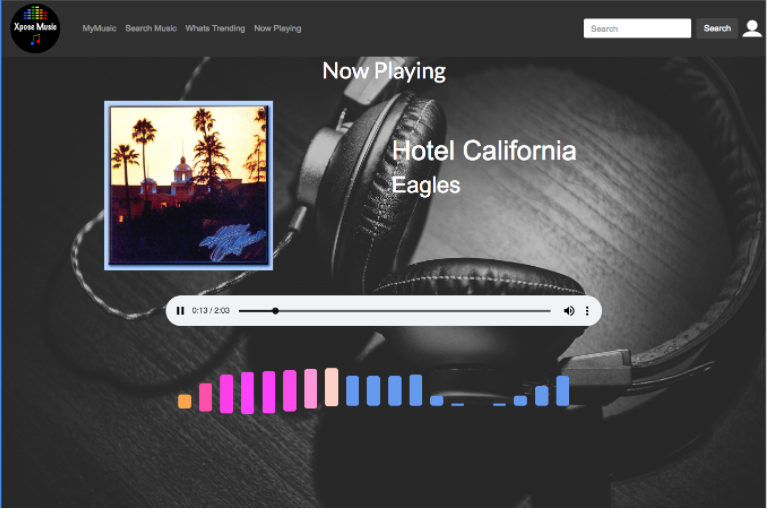 Xpose Music
MyMusic Search Music Whats Trending Now Playing
Search
Search
Now Playing
Hotel California
Eagles
0:13 / 2:03